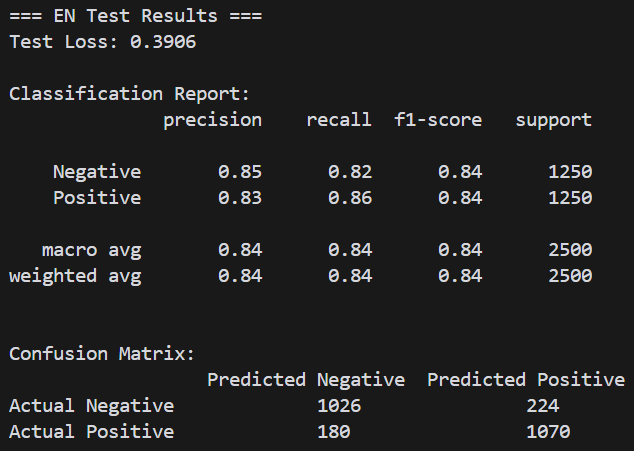 === EN Test Results ===
Test Loss: 0.3906
Classification Report:
precision recall f1-score support
Negative 0.85 0.82 0.84 1250
Positive 0.83 0.86 0.84 1250
macro avg 0.84 0.84 0.84 2500
weighted avg 0.84 0.84 0.84 2500
Confusion Matrix:
Predicted Negative Predicted Positive
Actual Negative 1026 224
Actual Positive 180 1070